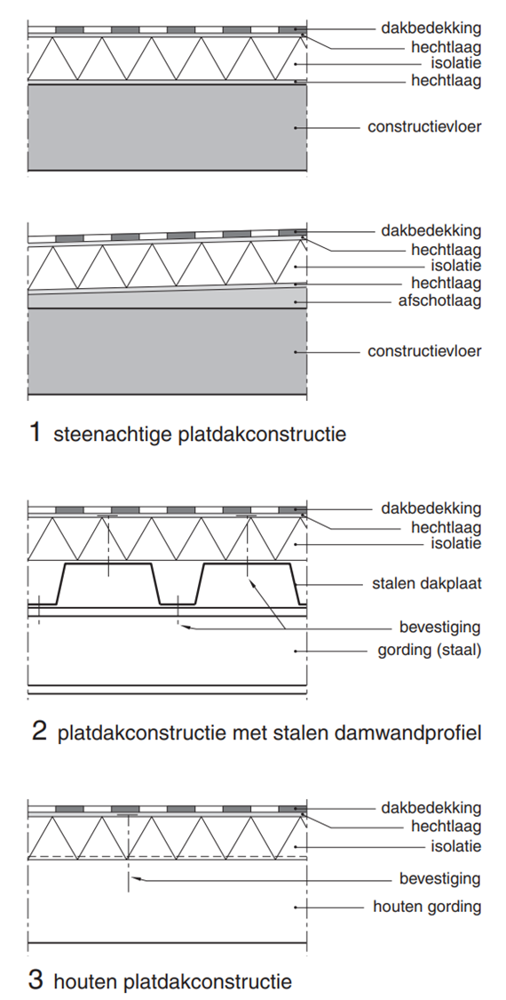 dakbedekking
hechtlaag
isolatie
hechtlaag
constructievloer
dakbedekking
hechtlaag
isolatie
hechtlaag
afschotlaag
constructievloer
1 steenachtige platdakconstructie
dakbedekking
hechtlaag
isolatie
stalen dakplaat
bevestiging
gording (staal)
2 platdakconstructie met stalen damwandprofiel
dakbedekking
hechtlaag
isolatie
bevestiging
houten gording
3 houten platdakconstructie